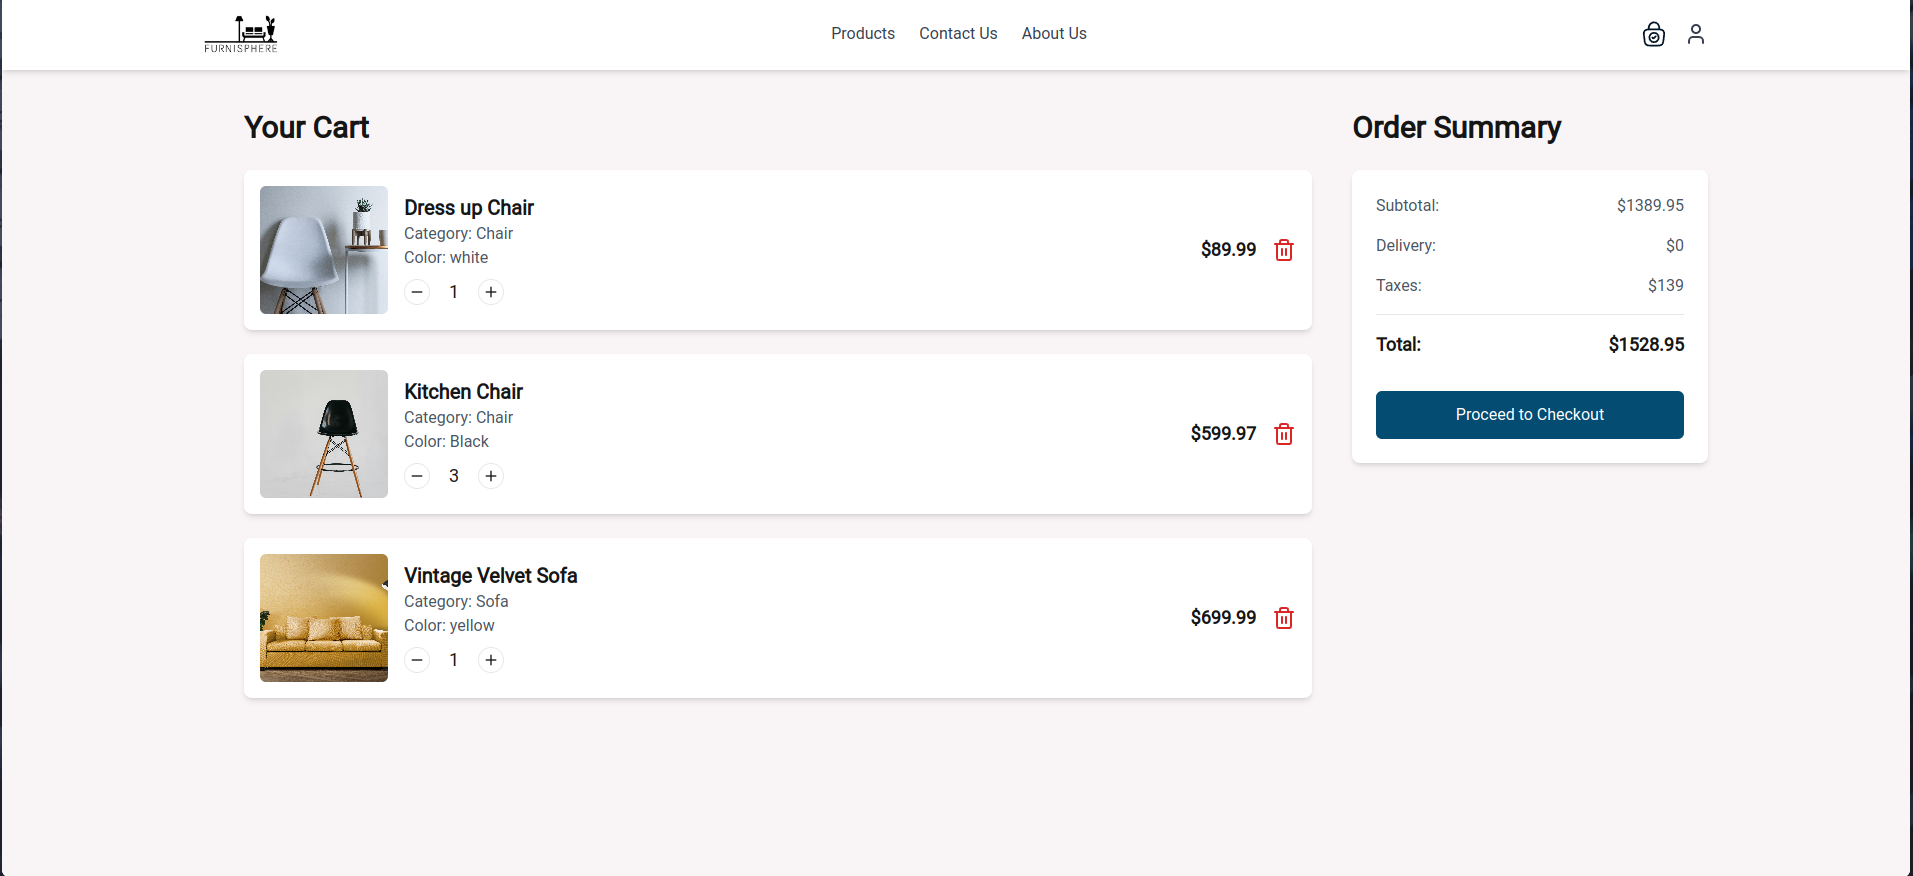 FURNISPHERE
Products Contact Us About Us
Your Cart
Dress up Chair
Category: Chair
Color: white
1
$89.99
Kitchen Chair
Category: Chair
Color: Black
3
$599.97
Vintage Velvet Sofa
Category: Sofa
Color: yellow
1
$699.99
Order Summary
Subtotal: $1389.95
Delivery: $0
Taxes: $139
Total: $1528.95
Proceed to Checkout